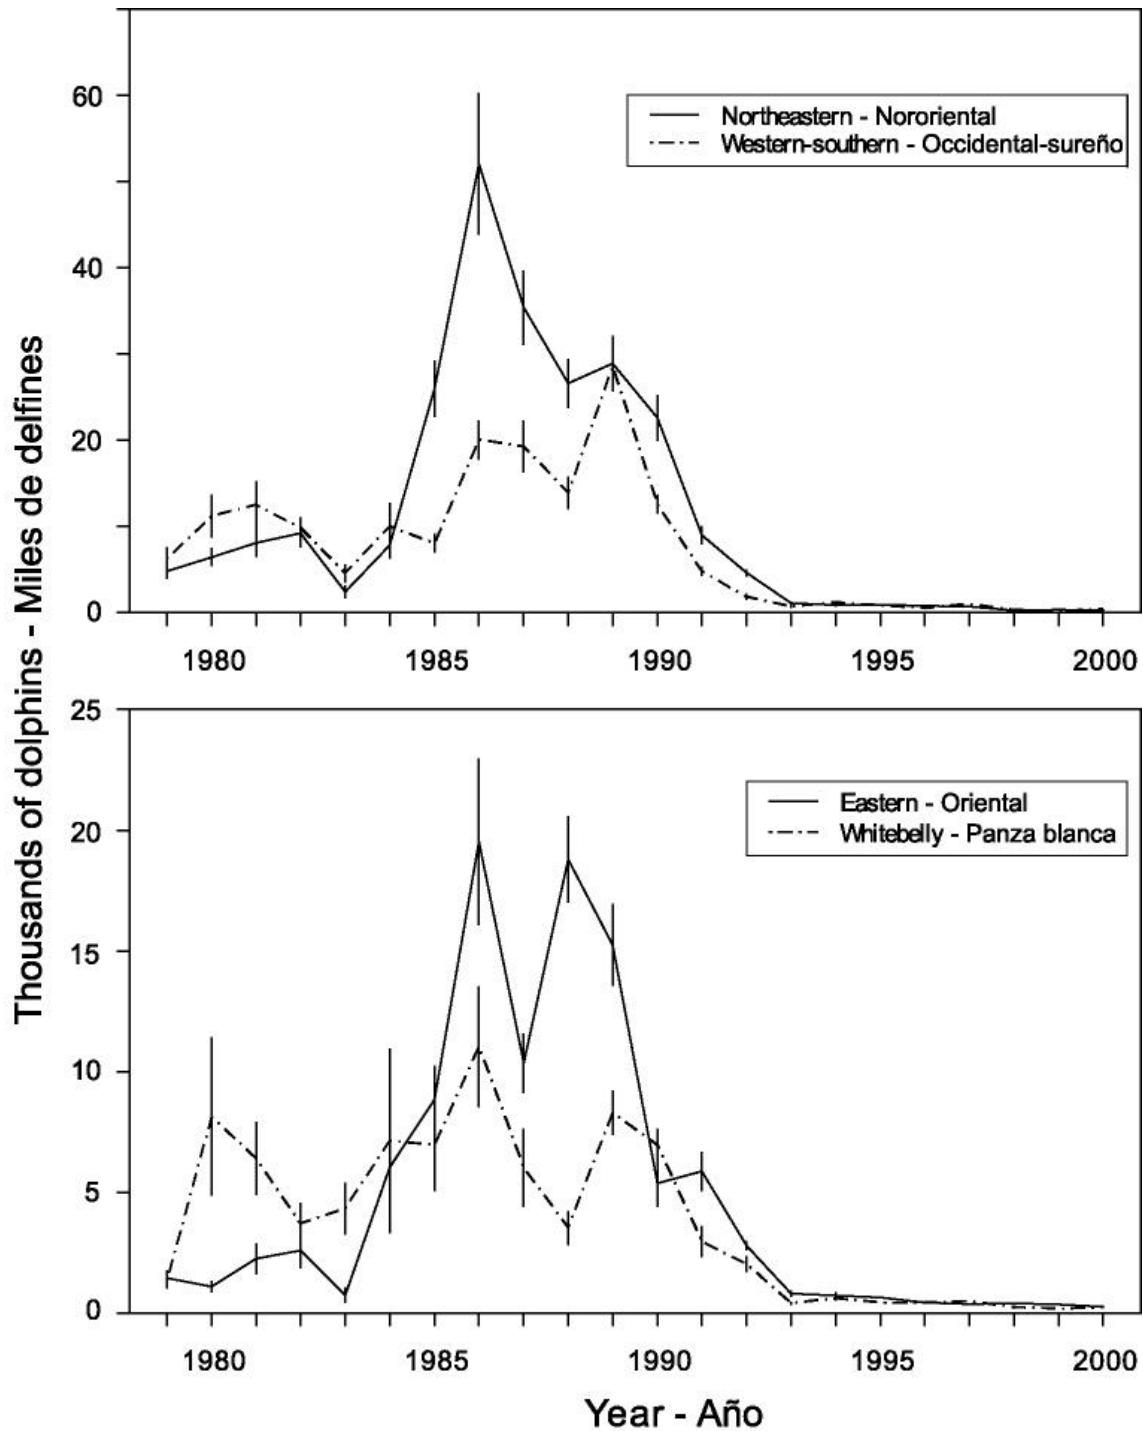 Thousands of dolphins - Miles de delfines
60
40
20
0
Northeastern - Nororiental
Western-southern - Occidental-sureño
1980 1985 1990 1995 2000
25
20
15
10
5
0
Eastern - Oriental
Whitebelly - Panza blanca
1980 1985 1990 1995 2000
Year - Año